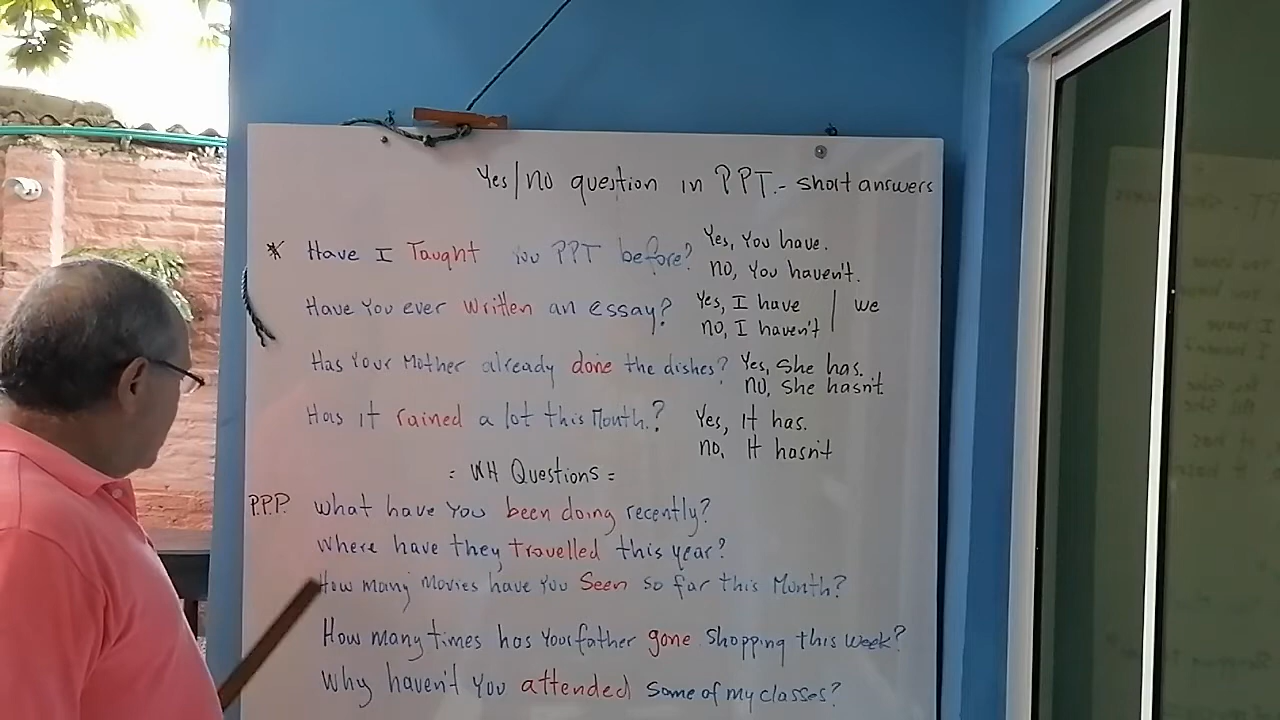 Yes/no question in PPT.- short answers
* Have I Taught You PPT before? Yes, You have.
no, You haven't.
Have You ever written an essay? Yes, I have | we
no, I haven't
Has Your Mother already done the dishes? Yes, She has.
no, she hasn't.
Has it rained a lot this Month.? Yes, It has.
no, It hasn't
= WH Questions =
P.P.P. What have You been doing recently?
Where have they travelled this year?
How many Movies have You Seen so far this Month?
How many times has Your father gone shopping this week?
Why haven't You attended some of my classes?